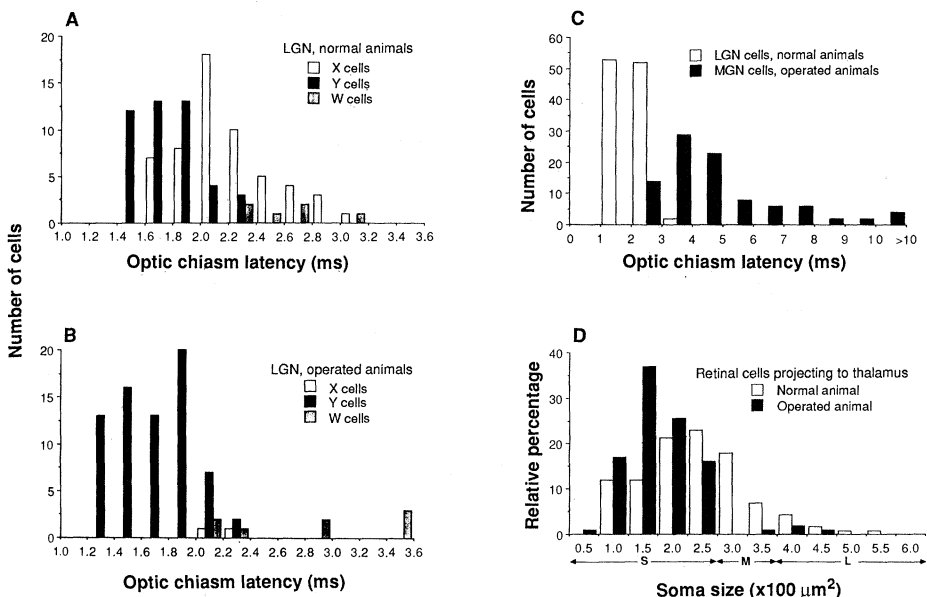 A
LGN, normal animals
X cells
Y cells
W cells
20
15
10
5
0
1.0 1.2 1.4 1.6 1.8 2.0 2.2 2.4 2.6 2.8 3.0 3.2 3.4 3.6
Optic chiasm latency (ms)
Number of cells
B
LGN, operated animals
X cells
Y cells
W cells
20
15
10
5
0
1.0 1.2 1.4 1.6 1.8 2.0 2.2 2.4 2.6 2.8 3.0 3.2 3.4 3.6
Optic chiasm latency (ms)
C
LGN cells, normal animals
MGN cells, operated animals
60
50
40
30
20
10
0
0 1 2 3 4 5 6 7 8 9 10 >10
Number of cells
Optic chiasm latency (ms)
D
Retinal cells projecting to thalamus
Normal animal
Operated animal
40
30
20
10
0
Relative percentage
0.5 1.0 1.5 2.0 2.5 3.0 3.5 4.0 4.5 5.0 5.5 6.0
S M L
Soma size (x100 μm²)